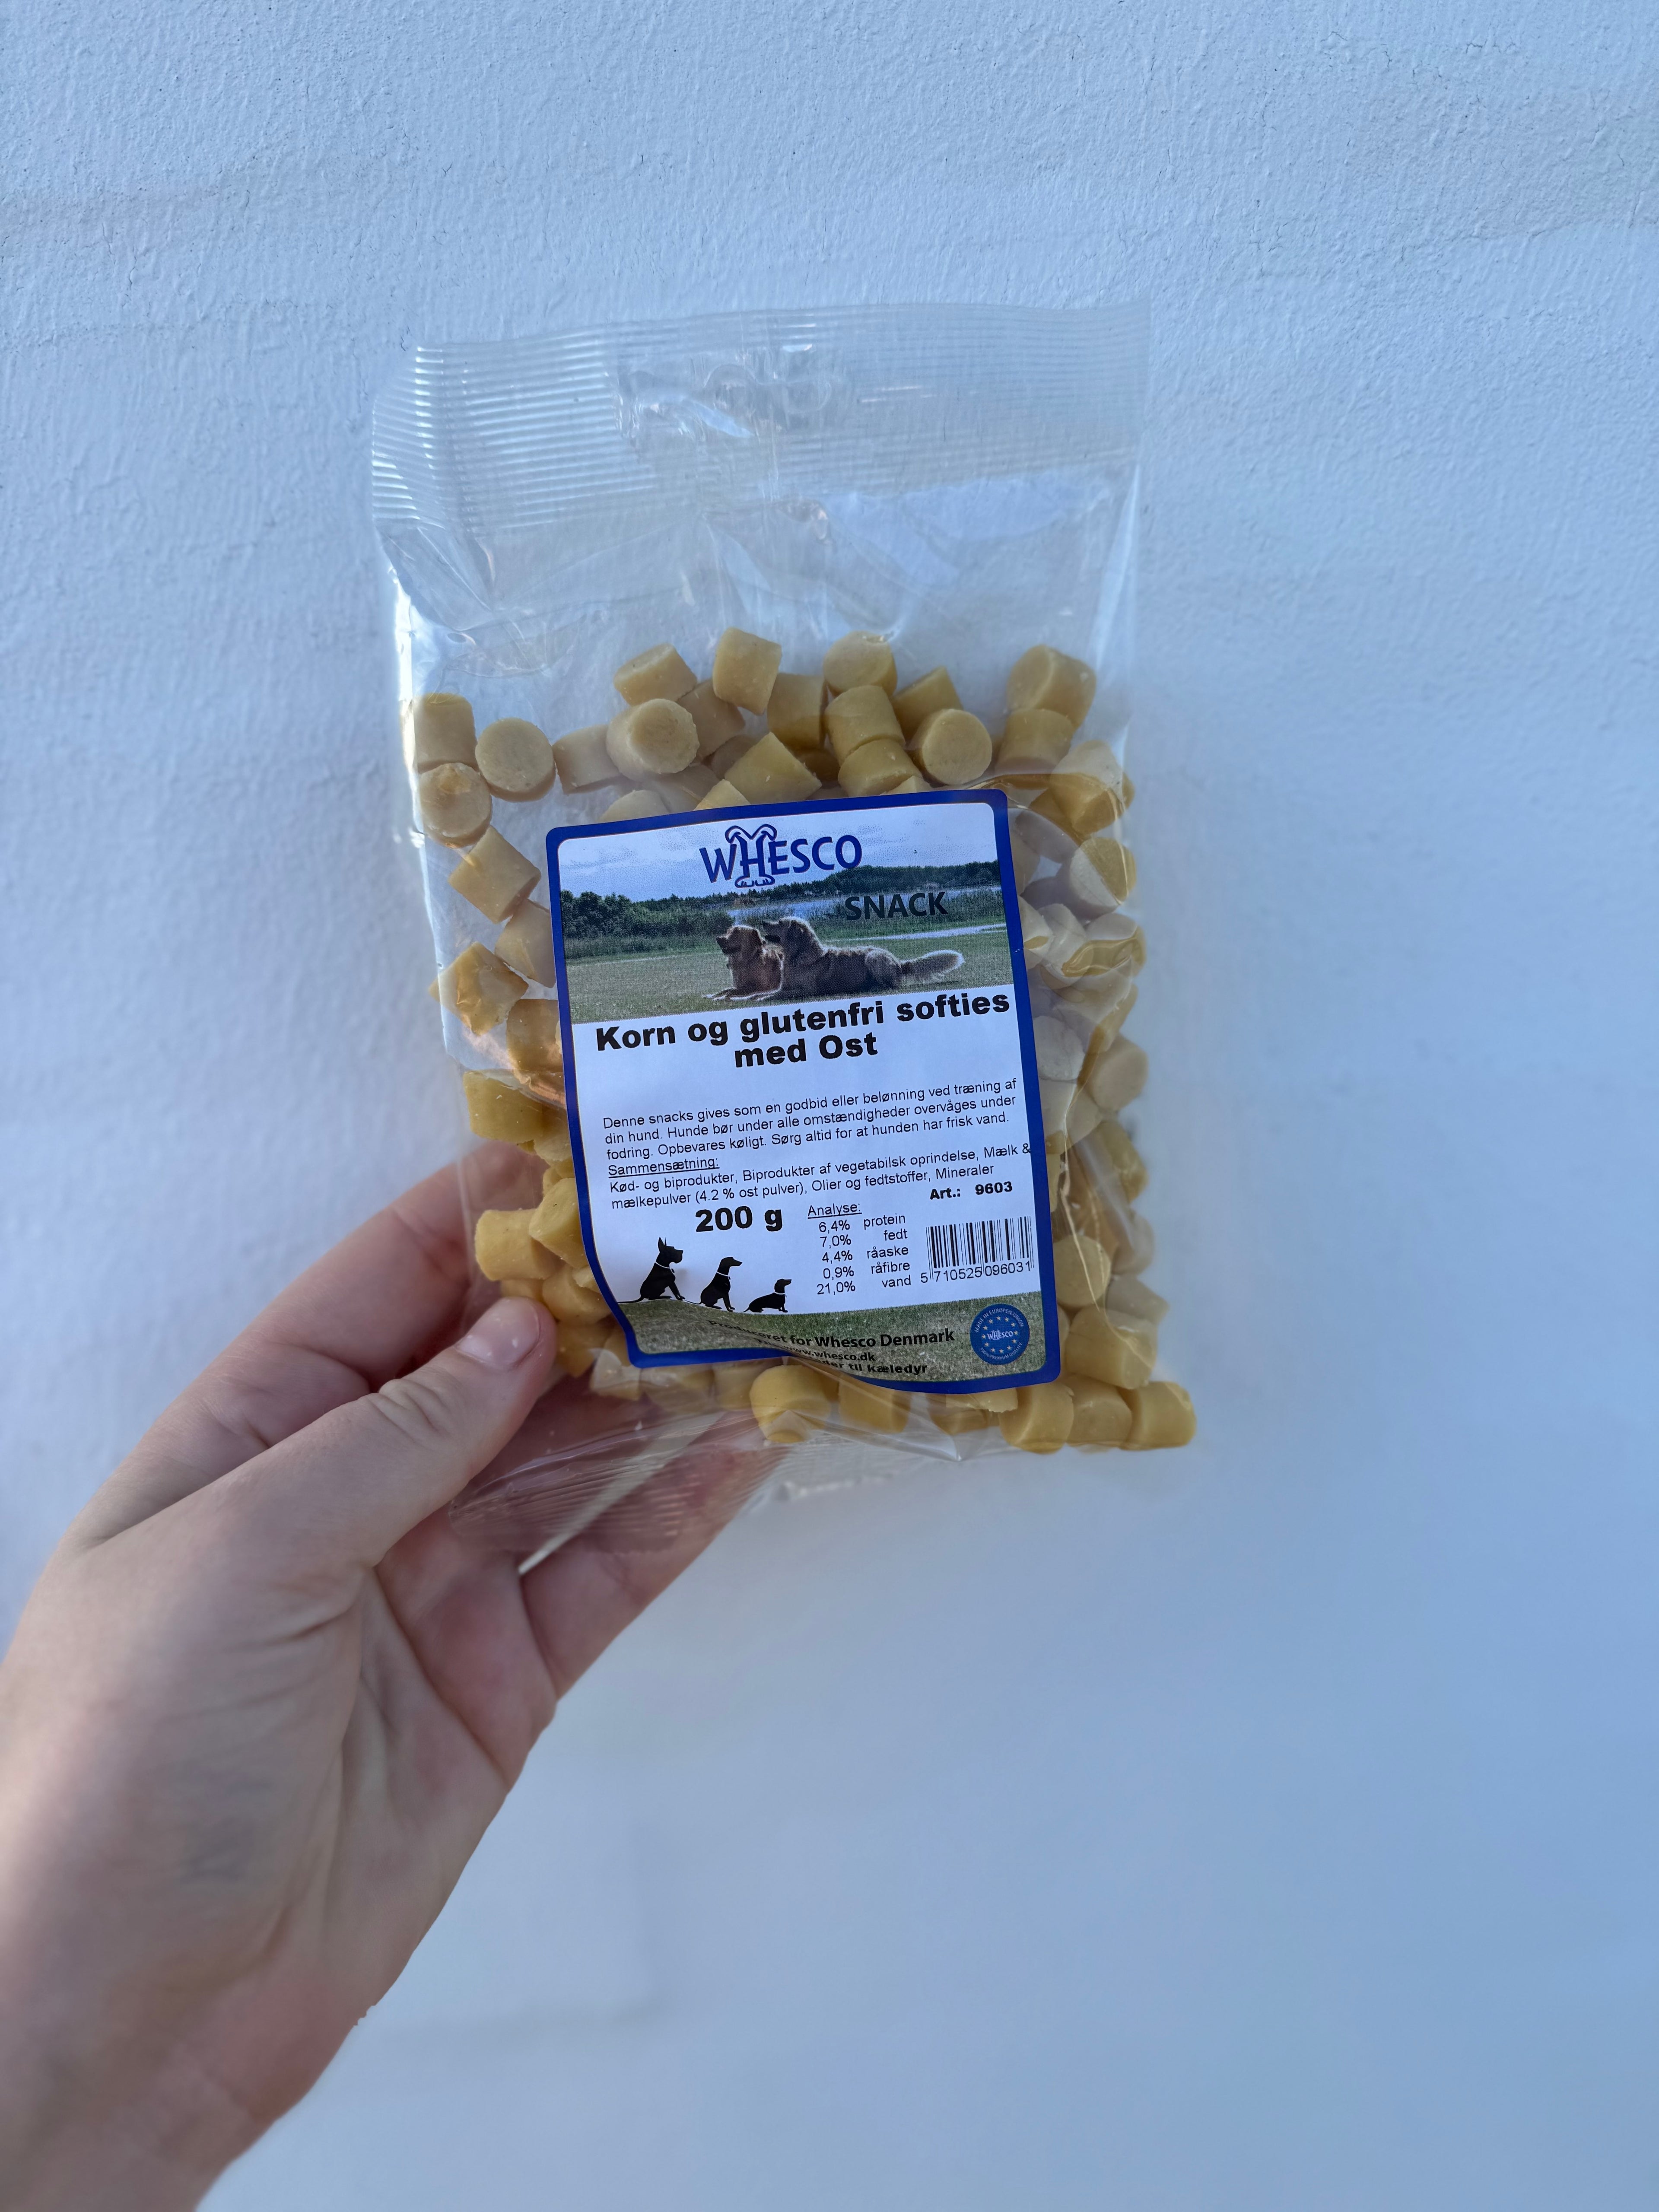 WHESCO
SNACK
Korn og glutenfri softies
med Ost
Denne snacks gives som en godbid eller belønning ved træning af
din hund. Hunde bør under alle omstændigheder overvåges under
fodring. Opbevares køligt. Sørg altid for at hunden har frisk vand.
Sammensætning:
Kød- og biprodukter, Biprodukter af vegetabilsk oprindelse, Mælk &
mælkepulver (4.2 % ost pulver), Olier og fedtstoffer, Mineraler
Art.: 9603
200 g
Analyse:
6,4% protein
7,0% fedt
4,4% råaske
0,9% råfibre
21,0% vand
5 710525 096031
for Whesco Denmark
www.whesco.dk
til kæledyr
WHESCO